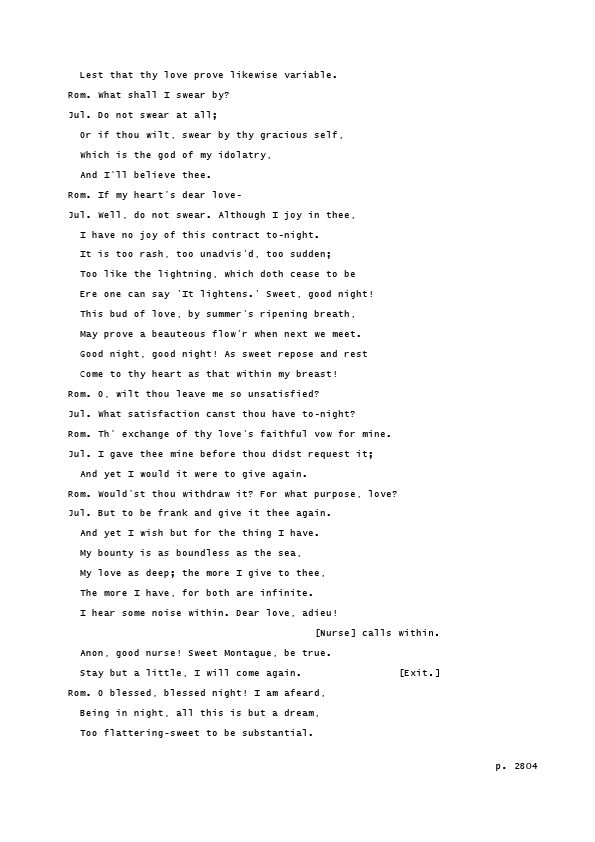 Lest that thy love prove likewise variable.
Rom. What shall I swear by?
Jul. Do not swear at all;
Or if thou wilt, swear by thy gracious self,
Which is the god of my idolatry,
And I'll believe thee.
Rom. If my heart's dear love-
Jul. Well, do not swear. Although I joy in thee,
I have no joy of this contract to-night.
It is too rash, too unadvis'd, too sudden;
Too like the lightning, which doth cease to be
Ere one can say 'It lightens.' Sweet, good night!
This bud of love, by summer's ripening breath,
May prove a beauteous flow'r when next we meet.
Good night, good night! As sweet repose and rest
Come to thy heart as that within my breast!
Rom. O, wilt thou leave me so unsatisfied?
Jul. What satisfaction canst thou have to-night?
Rom. Th' exchange of thy love's faithful vow for mine.
Jul. I gave thee mine before thou didst request it;
And yet I would it were to give again.
Rom. Would'st thou withdraw it? For what purpose, love?
Jul. But to be frank and give it thee again.
And yet I wish but for the thing I have.
My bounty is as boundless as the sea,
My love as deep; the more I give to thee,
The more I have, for both are infinite.
I hear some noise within. Dear love, adieu!
[Nurse] calls within.
Anon, good nurse! Sweet Montague, be true.
Stay but a little, I will come again. [Exit.]
Rom. O blessed, blessed night! I am afeard,
Being in night, all this is but a dream,
Too flattering-sweet to be substantial.
p. 2804